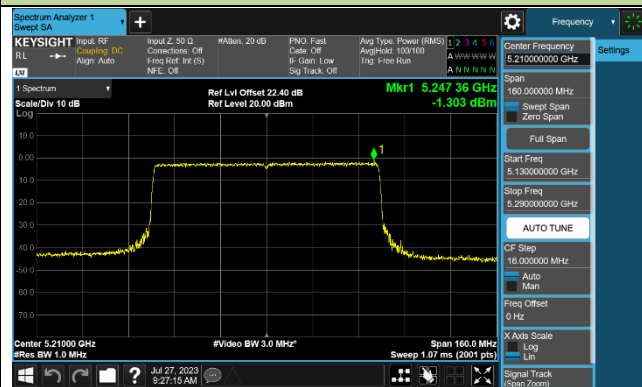 Spectrum Analyzer 1
Swept SA
Frequency
KEYSIGHT
Input: RF
Input Z: 50 Ω
#Atten: 20 dB
PNO: Fast
Avg Type: Power (RMS)
1 2 3 4 5 6
RL
Coupling: DC
Corrections: Off
Gate: Off
Avg|Hold: 100/100
A W W W W W
Align: Auto
Freq Ref: Int (S)
IF Gain: Low
Trig: Free Run
NFE: Off
Sig Track: Off
A N N N N N
LXI
1 Spectrum
Ref Lvl Offset 22.40 dB
Mkr1 5.247 36 GHz
Scale/Div 10 dB
Ref Level 20.00 dBm
-1.303 dBm
Log
10.0
0.00
1
-10.0
-20.0
-30.0
-40.0
-50.0
-60.0
-70.0
Center 5.21000 GHz
#Video BW 3.0 MHz*
Span 160.0 MHz
#Res BW 1.0 MHz
Sweep 1.07 ms (2001 pts)
Jul 27, 2023
9:27:15 AM
Center Frequency
5.210000000 GHz
Settings
Span
160.000000 MHz
Swept Span
Zero Span
Full Span
Start Freq
5.130000000 GHz
Stop Freq
5.290000000 GHz
AUTO TUNE
CF Step
16.000000 MHz
Auto
Man
Freq Offset
0 Hz
X Axis Scale
Log
Lin
Signal Track
(Span Zoom)